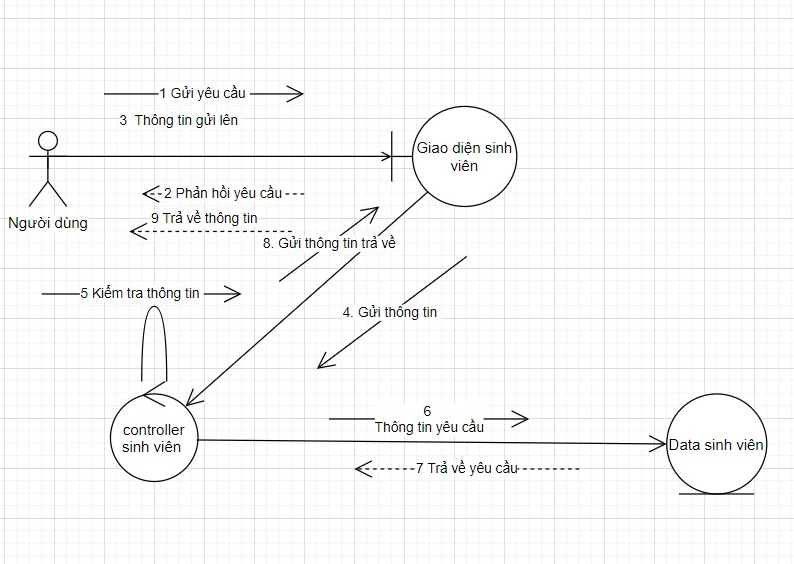 1 Gửi yêu cầu
3 Thông tin gửi lên
Giao diện sinh
viên
2 Phản hồi yêu cầu
Người dùng
9 Trả về thông tin
8. Gửi thông tin trả về
5 Kiểm tra thông tin
4. Gửi thông tin
6
Thông tin yêu cầu
controller
sinh viên
Data sinh viên
7 Trả về yêu cầu